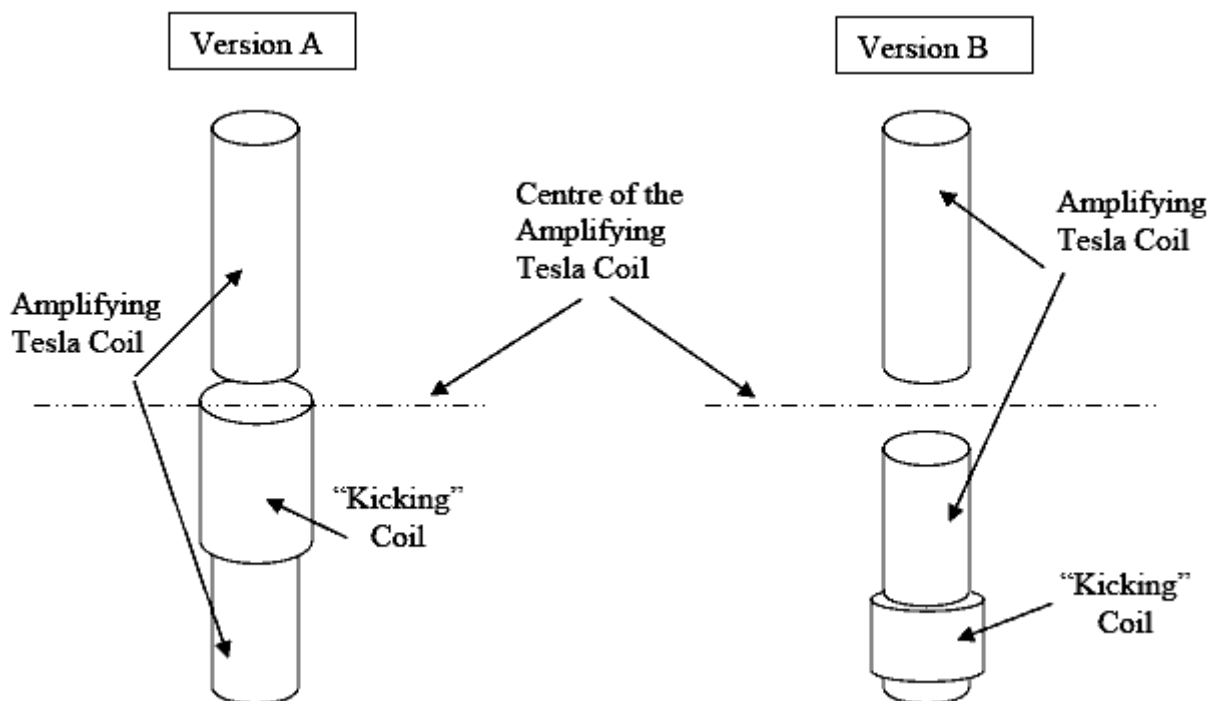 Version A
Version B
Centre of the
Amplifying
Tesla Coil
Amplifying
Tesla Coil
Amplifying
Tesla Coil
“Kicking”
Coil
“Kicking”
Coil